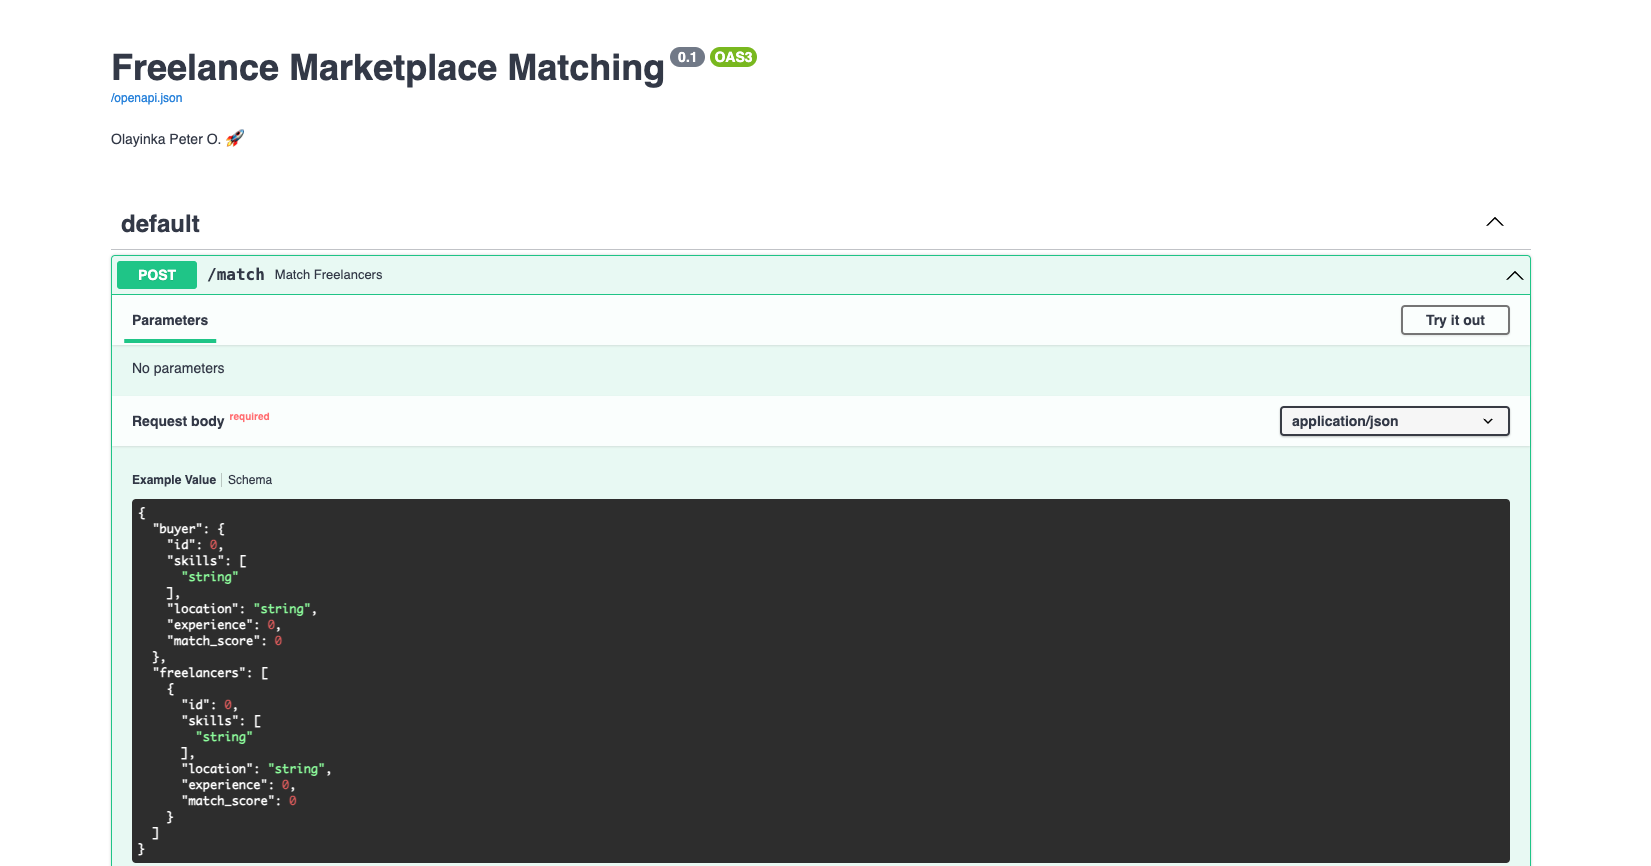 Freelance Marketplace Matching 0.1 OAS3
/openapi.json
Olayinka Peter O. 🚀
default
POST /match Match Freelancers
Parameters Try it out
No parameters
Request body required application/json
Example Value Schema
{
  "buyer": {
    "id": 0,
    "skills": [
      "string"
    ],
    "location": "string",
    "experience": 0,
    "match_score": 0
  },
  "freelancers": [
    {
      "id": 0,
      "skills": [
        "string"
      ],
      "location": "string",
      "experience": 0,
      "match_score": 0
    }
  ]
}